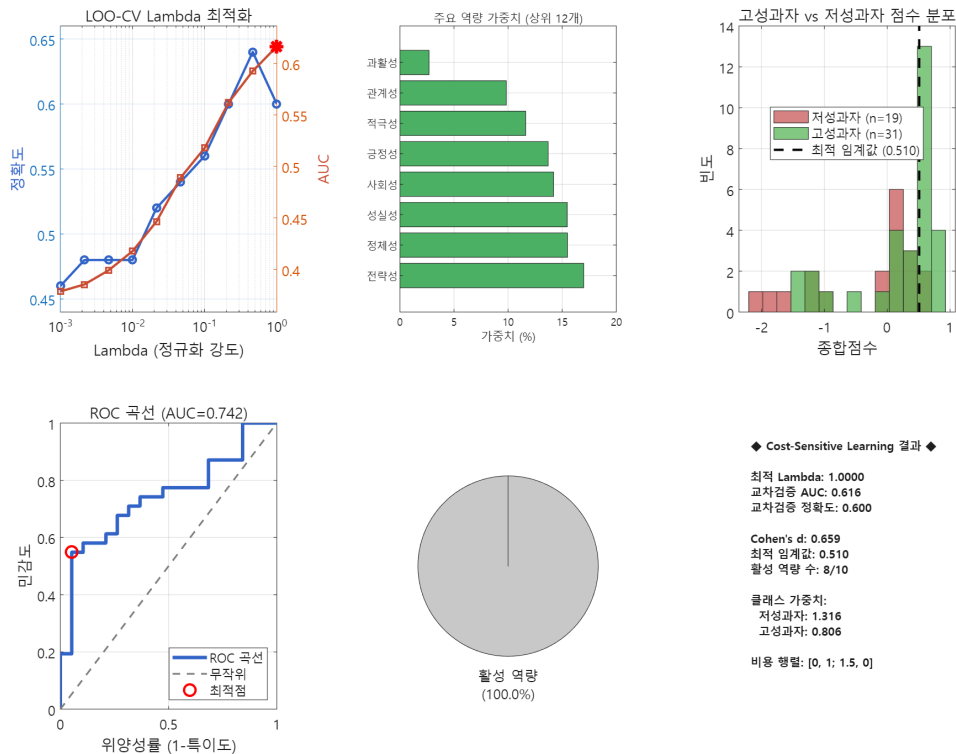 LOO-CV Lambda 최적화
0.65
0.6
0.55
0.5
0.45
정확도
0.6
0.55
0.5
0.45
0.4
AUC
10⁻³
10⁻²
10⁻¹
10⁰
Lambda (정규화 강도)
주요 역량 가중치 (상위 12개)
과활성
관계성
적극성
긍정성
사회성
성실성
정체성
전략성
0
5
10
15
20
가중치 (%)
고성과자 vs 저성과자 점수 분포
14
12
10
8
6
4
2
0
빈도
저성과자 (n=19)
고성과자 (n=31)
최적 임계값 (0.510)
-2
-1
0
1
종합점수
ROC 곡선 (AUC=0.742)
1
0.8
0.6
0.4
0.2
0
민감도
ROC 곡선
무작위
최적점
0
0.5
1
위양성률 (1-특이도)
활성 역량
(100.0%)
◆ Cost-Sensitive Learning 결과 ◆
최적 Lambda: 1.0000
교차검증 AUC: 0.616
교차검증 정확도: 0.600
Cohen's d: 0.659
최적 임계값: 0.510
활성 역량 수: 8/10
클래스 가중치:
저성과자: 1.316
고성과자: 0.806
비용 행렬: [0, 1; 1.5, 0]